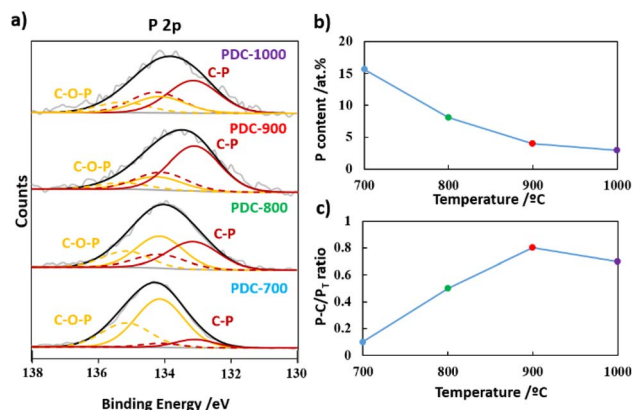 a)
P 2p
PDC-1000
C-O-P
C-P
PDC-900
C-O-P
C-P
PDC-800
C-O-P
C-P
PDC-700
C-O-P
C-P
Counts
138 136 134 132 130
Binding Energy /eV
b)
P content /at.%
20
15
10
5
0
700 800 900 1000
Temperature /ºC
c)
P-C/PT ratio
1
0.8
0.6
0.4
0.2
0
700 800 900 1000
Temperature /ºC